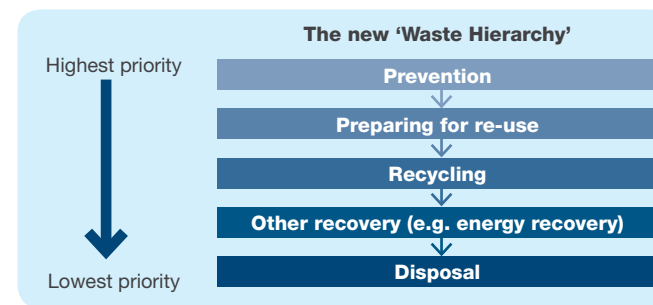 The new ‘Waste Hierarchy’
Highest priority
Prevention
Preparing for re-use
Recycling
Other recovery (e.g. energy recovery)
Disposal
Lowest priority